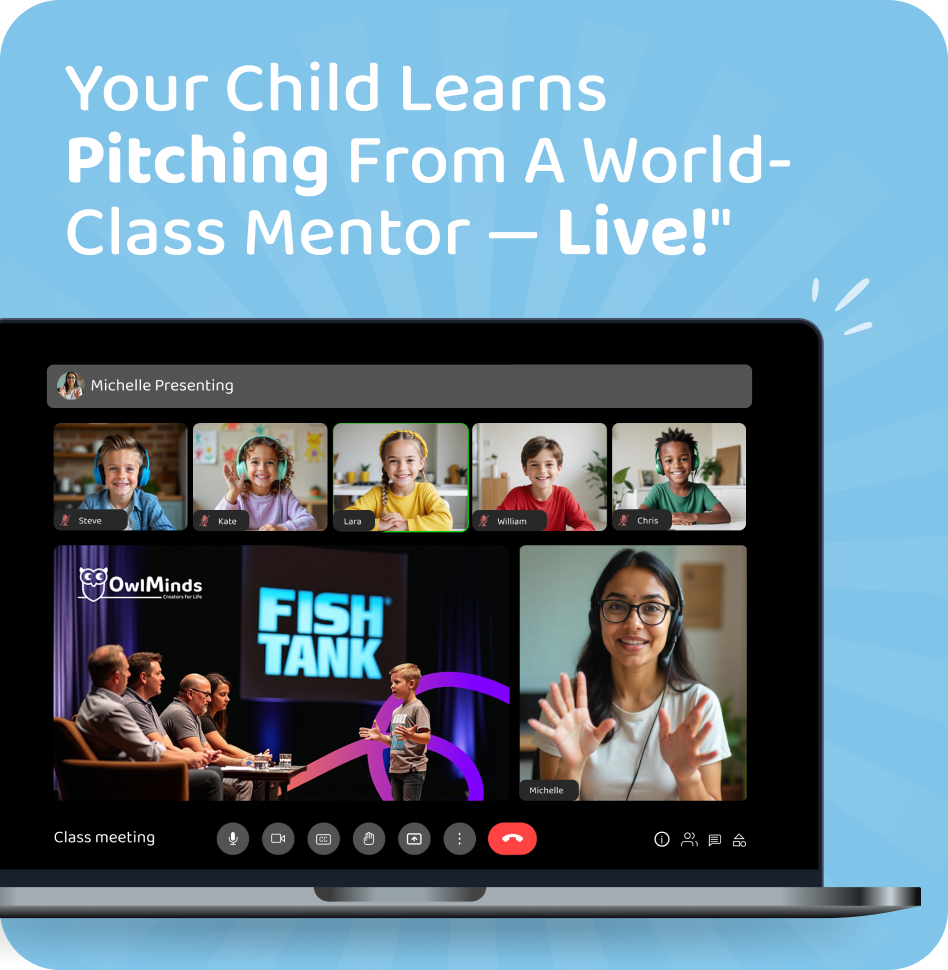 Your Child Learns
Pitching From A World-
Class Mentor — Live!"
Michelle Presenting
Steve
Kate
Lara
William
Chris
OwlMinds
Creators for Life
FISH
TANK
Michelle
Class meeting
CC